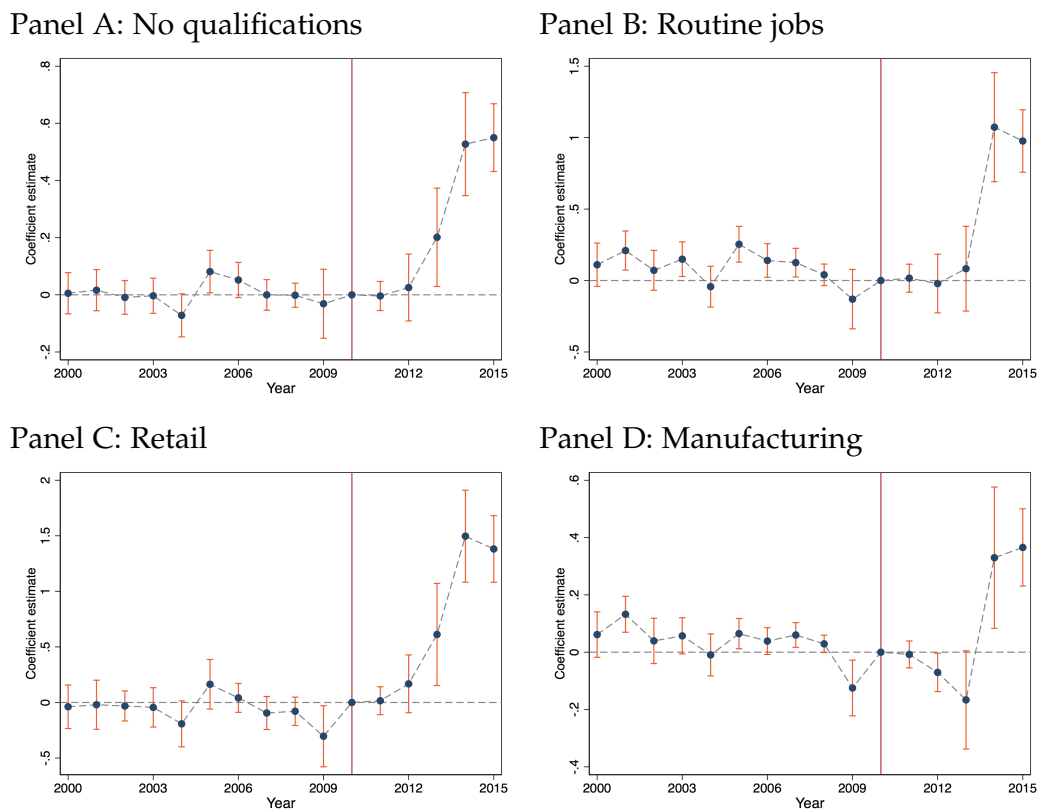 Panel A: No qualifications
Coefficient estimate
.8
.6
.4
.2
0
-.2
2000 2003 2006 2009 2012 2015
Year
Panel B: Routine jobs
Coefficient estimate
1.5
1
.5
0
-.5
2000 2003 2006 2009 2012 2015
Year
Panel C: Retail
Coefficient estimate
2
1.5
1
.5
0
-.5
2000 2003 2006 2009 2012 2015
Year
Panel D: Manufacturing
Coefficient estimate
.6
.4
.2
0
-.2
-.4
2000 2003 2006 2009 2012 2015
Year